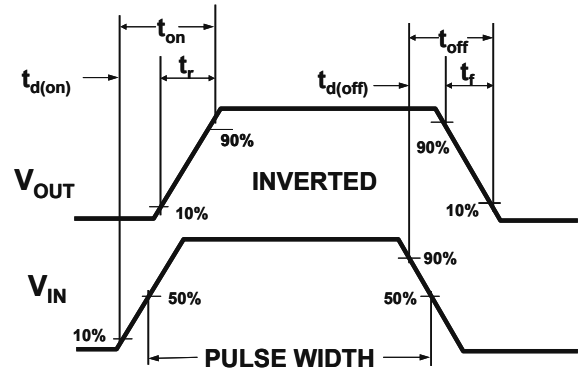 t_on
t_off
t_d(on)
t_r
t_d(off)
t_f
90%
90%
V_OUT
INVERTED
10%
10%
90%
V_IN
50%
50%
10%
PULSE WIDTH